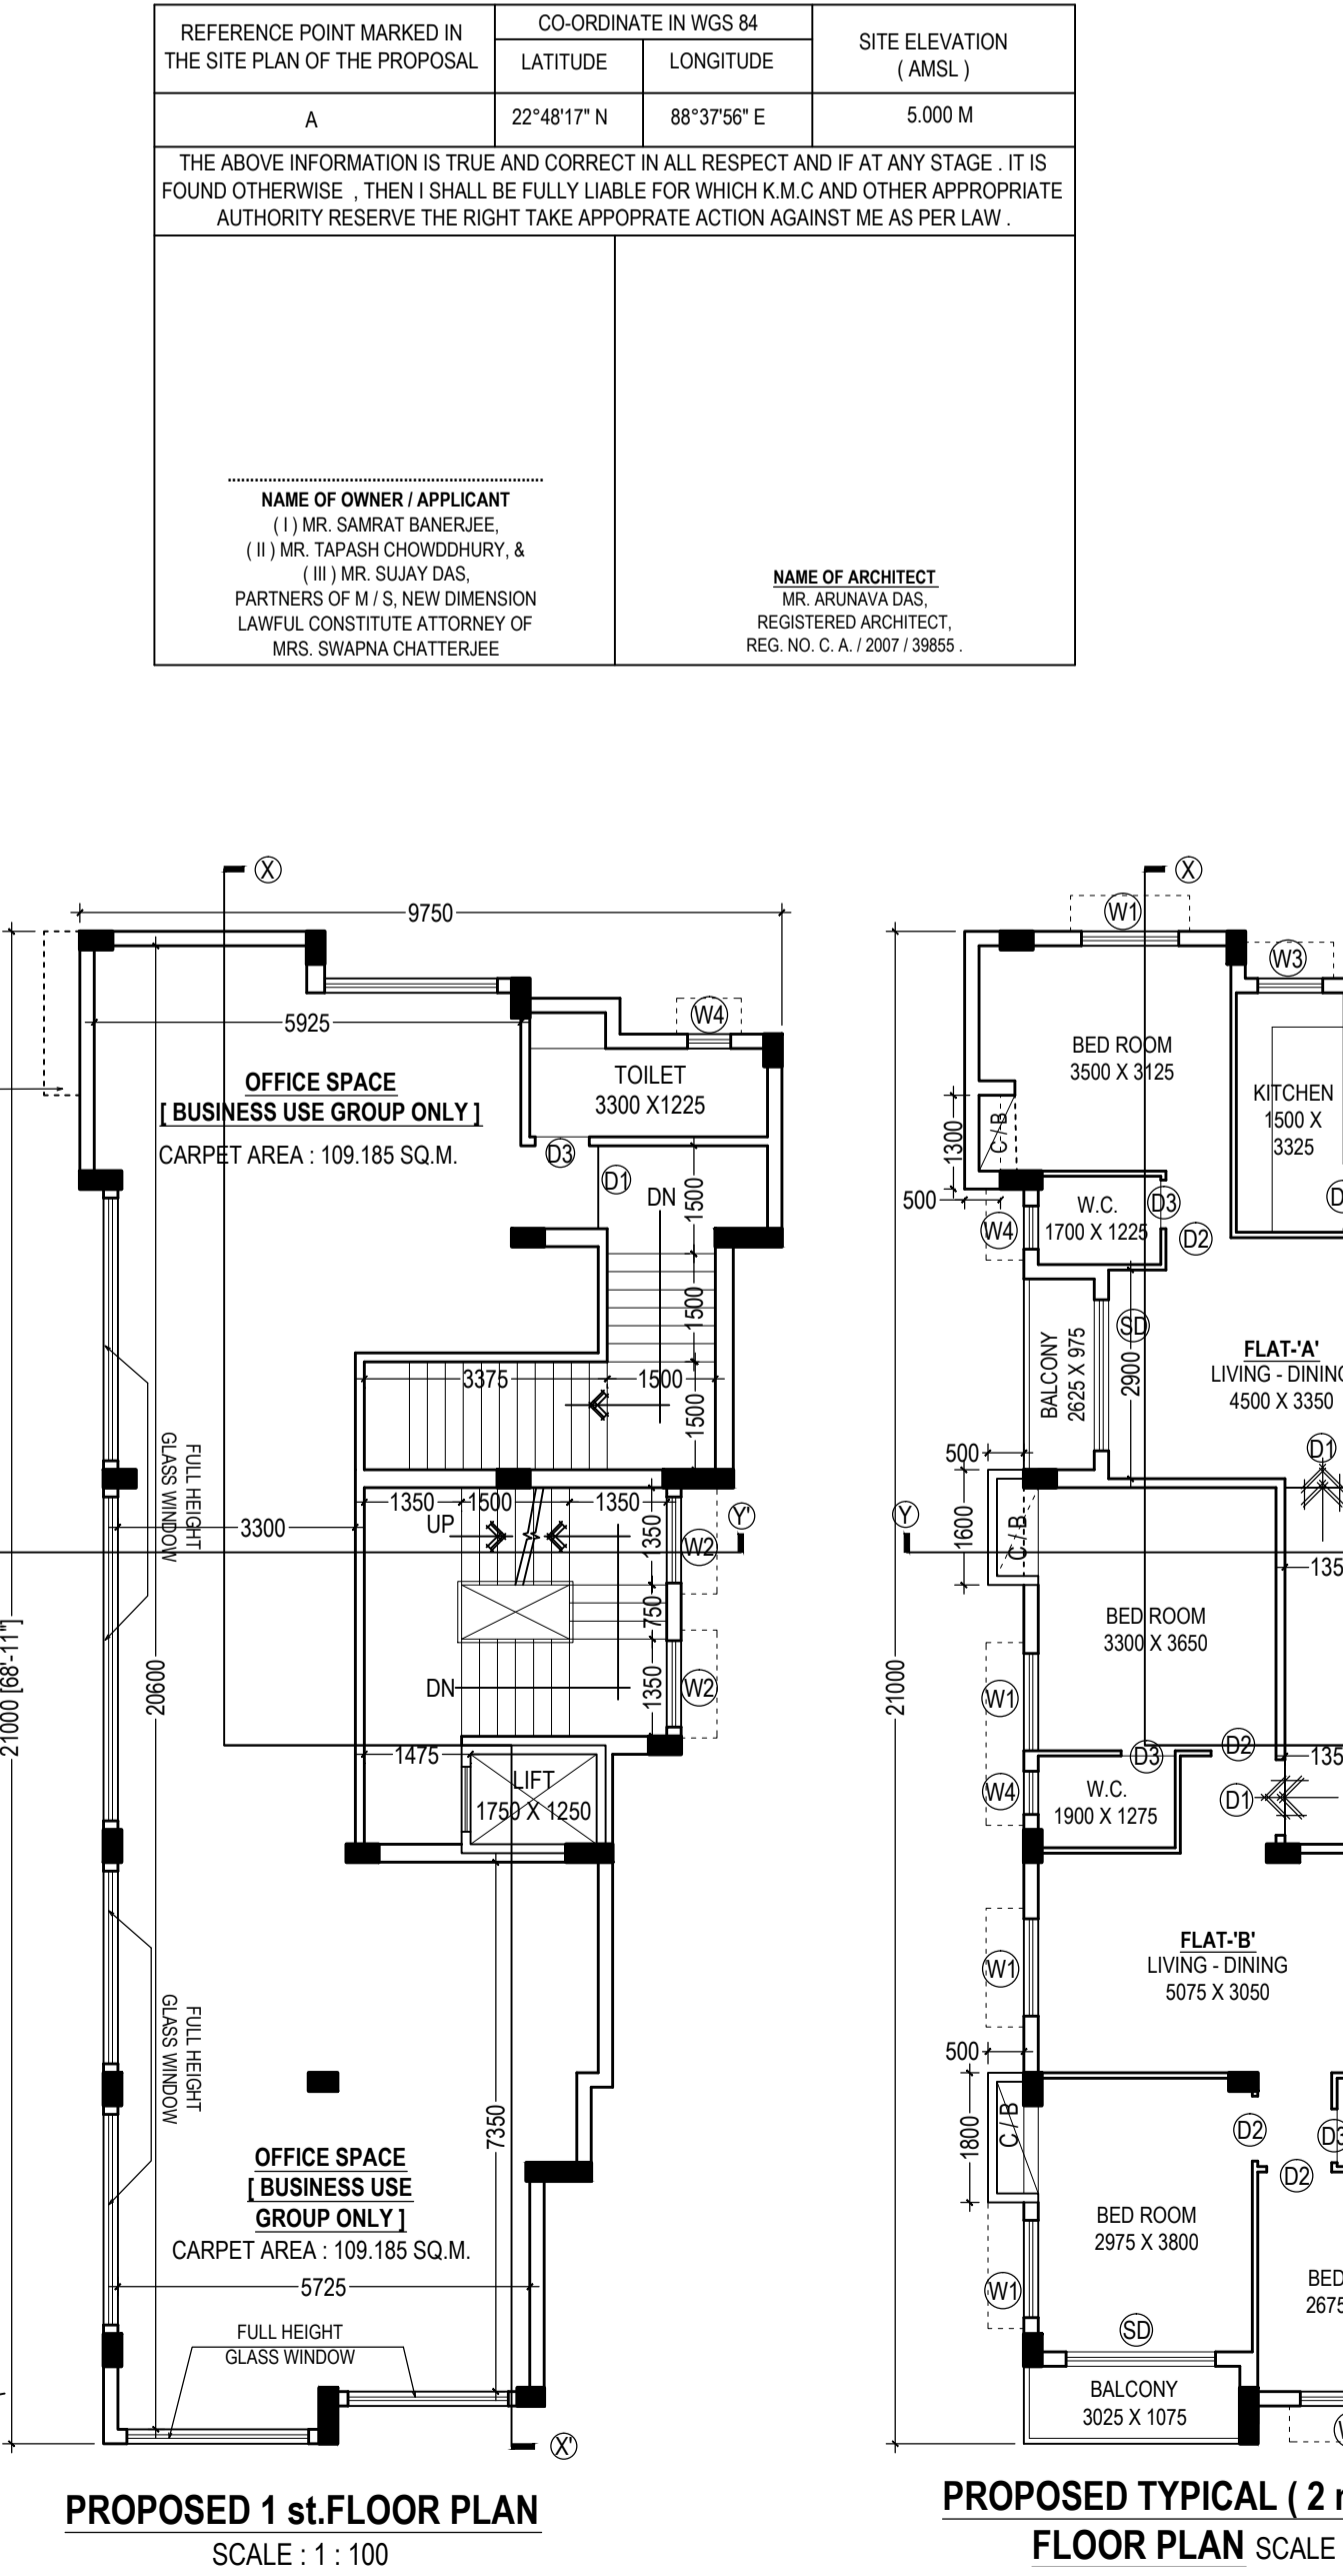 REFERENCE POINT MARKED IN
THE SITE PLAN OF THE PROPOSAL
CO-ORDINATE IN WGS 84
LATITUDE
LONGITUDE
SITE ELEVATION
( AMSL )
A
22°48'17" N
88°37'56" E
5.000 M
THE ABOVE INFORMATION IS TRUE AND CORRECT IN ALL RESPECT AND IF AT ANY STAGE . IT IS
FOUND OTHERWISE , THEN I SHALL BE FULLY LIABLE FOR WHICH K.M.C AND OTHER APPROPRIATE
AUTHORITY RESERVE THE RIGHT TAKE APPOPRATE ACTION AGAINST ME AS PER LAW .
NAME OF OWNER / APPLICANT
( I ) MR. SAMRAT BANERJEE,
( II ) MR. TAPASH CHOWDDHURY, &
( III ) MR. SUJAY DAS,
PARTNERS OF M / S, NEW DIMENSION
LAWFUL CONSTITUTE ATTORNEY OF
MRS. SWAPNA CHATTERJEE
NAME OF ARCHITECT
MR. ARUNAVA DAS,
REGISTERED ARCHITECT,
REG. NO. C. A. / 2007 / 39855 .
X
9750
5925
W4
OFFICE SPACE
[ BUSINESS USE GROUP ONLY ]
CARPET AREA : 109.185 SQ.M.
TOILET
3300 X1225
D3
D1
DN
1500
1500
3375
1500
1500
FULL HEIGHT
GLASS WINDOW
1350
1500
1350
UP
3300
1350
W2
Y'
750
DN
1350
W2
21000 [68'-11"]
20600
1475
LIFT
1750 X 1250
FULL HEIGHT
GLASS WINDOW
7350
OFFICE SPACE
[ BUSINESS USE
GROUP ONLY ]
CARPET AREA : 109.185 SQ.M.
5725
FULL HEIGHT
GLASS WINDOW
X'
PROPOSED 1 st.FLOOR PLAN
SCALE : 1 : 100
X
W1
W3
BED ROOM
3500 X 3125
KITCHEN
1500 X
3325
1300
C / B
500
W.C.
1700 X 1225
D3
D
W4
D2
BALCONY
2625 X 975
SD
2900
FLAT-'A'
LIVING - DINING
4500 X 3350
D1
500
1600
C / B
Y
135
BED ROOM
3300 X 3650
21000
W1
D3
D2
135
W4
W.C.
1900 X 1275
D1
FLAT-'B'
LIVING - DINING
5075 X 3050
W1
500
1800
C / B
D2
D3
D2
BED ROOM
2975 X 3800
BED
2675
W1
SD
BALCONY
3025 X 1075
PROPOSED TYPICAL ( 2
FLOOR PLAN SCALE